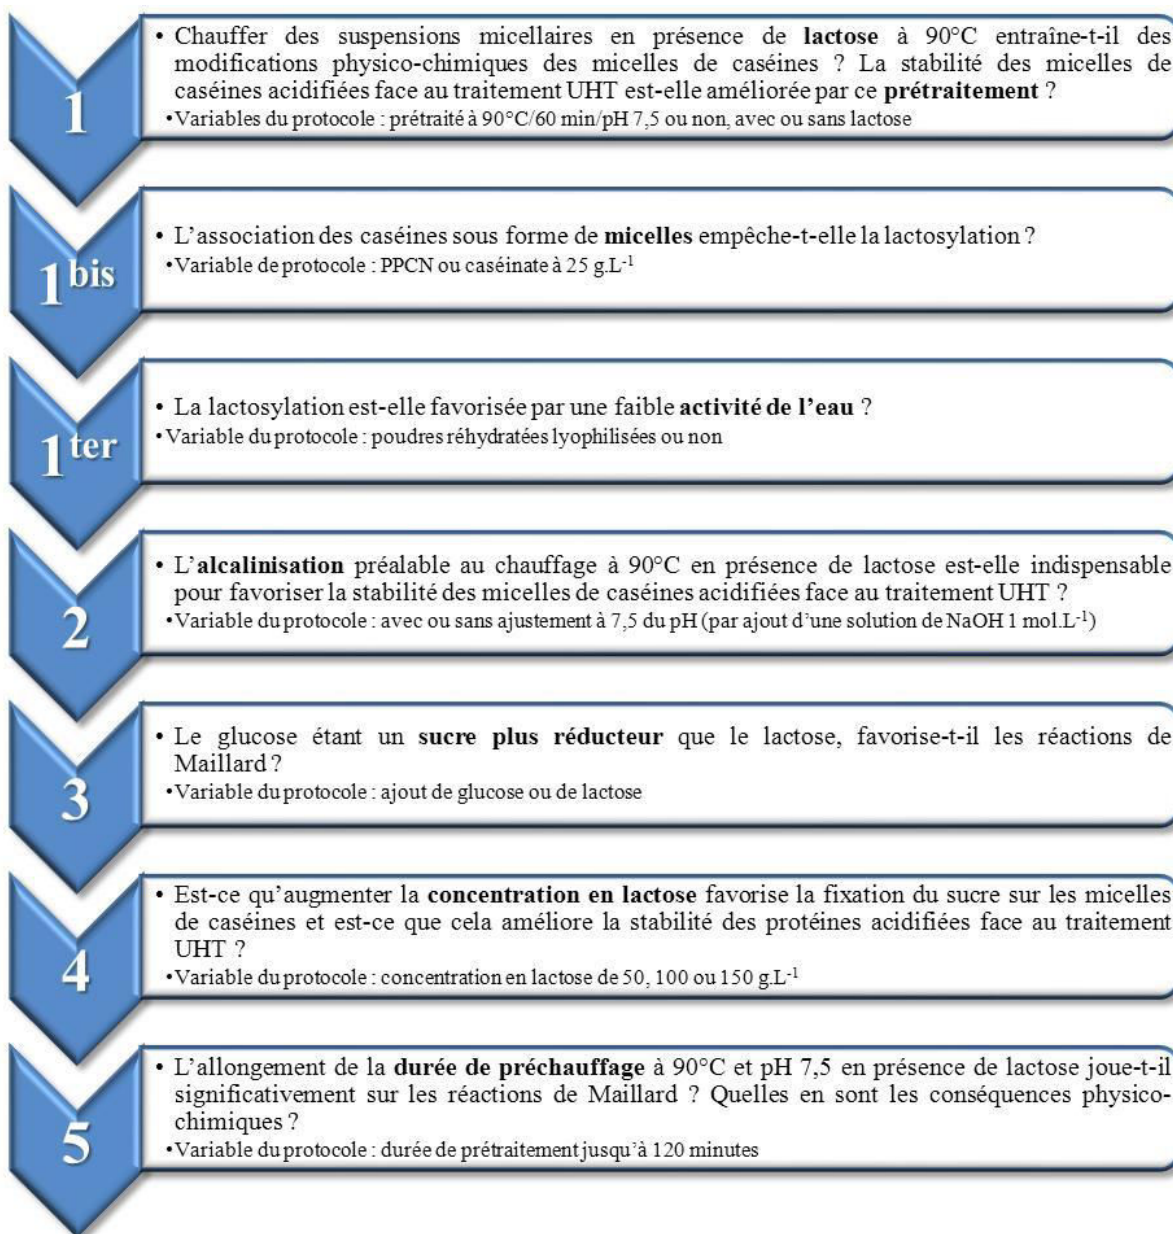 • Chauffer des suspensions micellaires en présence de lactose à 90°C entraîne-t-il des
modifications physico-chimiques des micelles de caséines ? La stabilité des micelles de
caséines acidifiées face au traitement UHT est-elle améliorée par ce prétraitement ?
•Variables du protocole : prétraité à 90°C/60 min/pH 7,5 ou non, avec ou sans lactose
1
• L'association des caséines sous forme de micelles empêche-t-elle la lactosylation ?
•Variable de protocole : PPCN ou caséinate à 25 g.L⁻¹
1bis
• La lactosylation est-elle favorisée par une faible activité de l'eau ?
•Variable du protocole : poudres réhydratées lyophilisées ou non
1ter
• L'alcalinisation préalable au chauffage à 90°C en présence de lactose est-elle indispensable
pour favoriser la stabilité des micelles de caséines acidifiées face au traitement UHT ?
•Variable du protocole : avec ou sans ajustement à 7,5 du pH (par ajout d'une solution de NaOH 1 mol.L⁻¹)
2
• Le glucose étant un sucre plus réducteur que le lactose, favorise-t-il les réactions de
Maillard ?
•Variable du protocole : ajout de glucose ou de lactose
3
• Est-ce qu'augmenter la concentration en lactose favorise la fixation du sucre sur les micelles
de caséines et est-ce que cela améliore la stabilité des protéines acidifiées face au traitement
UHT ?
•Variable du protocole : concentration en lactose de 50, 100 ou 150 g.L⁻¹
4
• L'allongement de la durée de préchauffage à 90°C et pH 7,5 en présence de lactose joue-t-il
significativement sur les réactions de Maillard ? Quelles en sont les conséquences physico-
chimiques ?
•Variable du protocole : durée de prétraitement jusqu'à 120 minutes
5